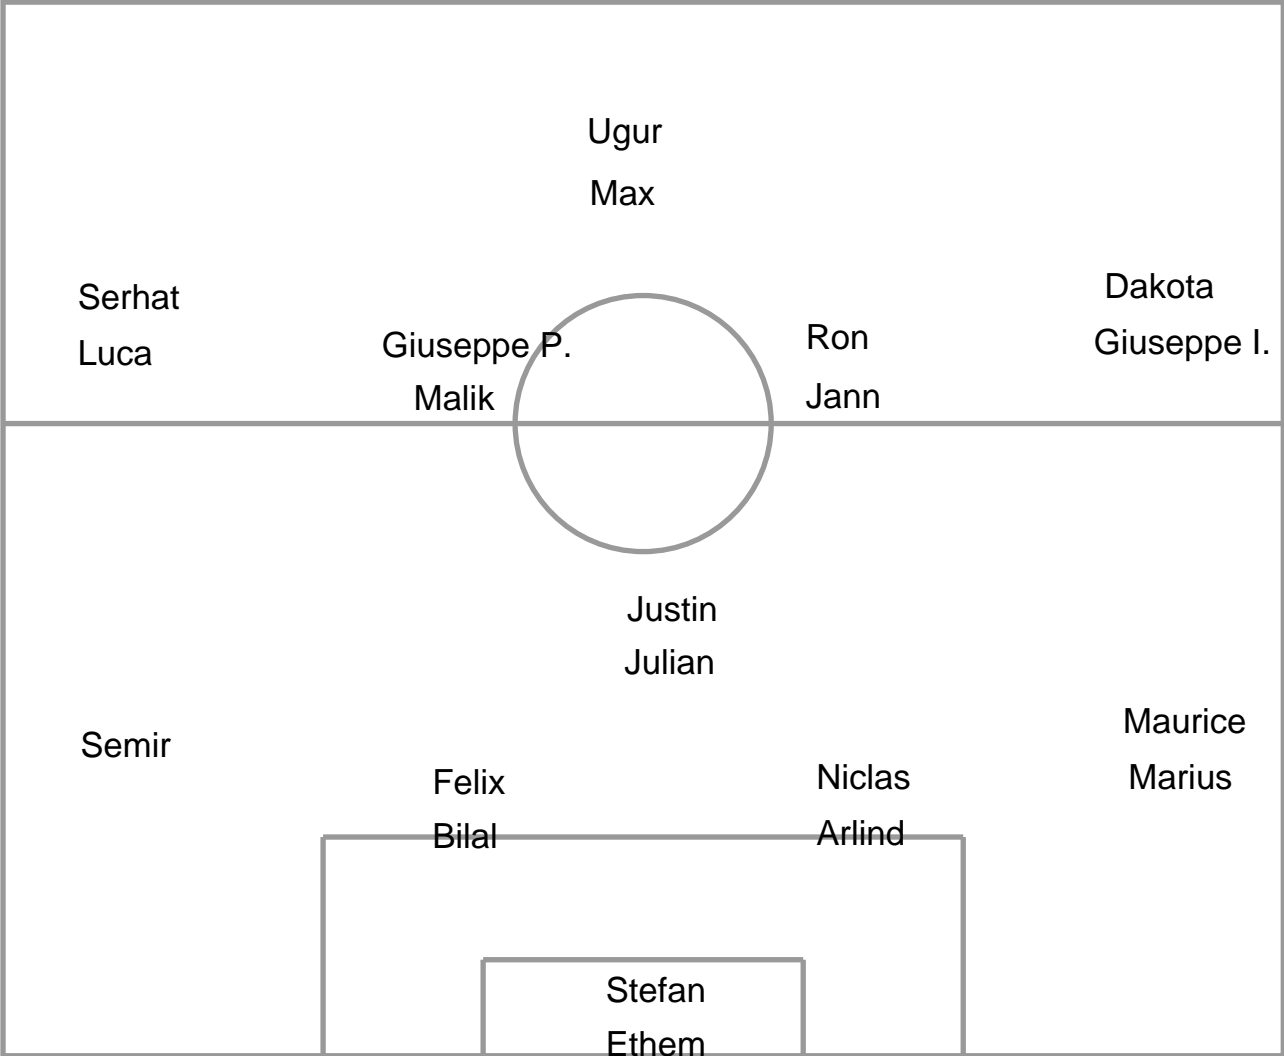 Ugur
Max
Serhat
Luca
Giuseppe P.
Malik
Ron
Jann
Dakota
Giuseppe I.
Justin
Julian
Semir
Felix
Bilal
Niclas
Arlind
Maurice
Marius
Stefan
Ethem